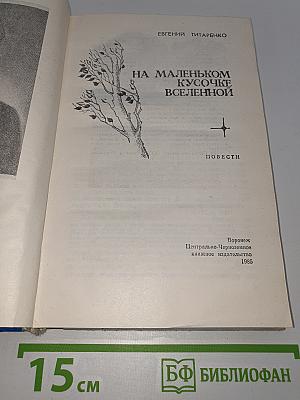 ЕВГЕНИЙ ТИТАРЕНКО
НА МАЛЕНЬКОМ
КУСОЧКЕ
ВСЕЛЕННОЙ
ПОВЕСТИ
Воронеж
Центрально-Черноземное
книжное издательство
1985
15 см
БФ БИБЛИОФАН